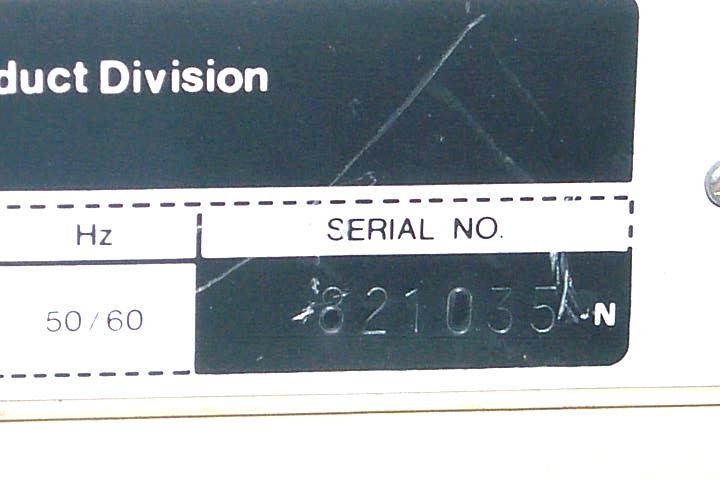 duct Division
Hz
SERIAL NO.
50/60
821035 -N